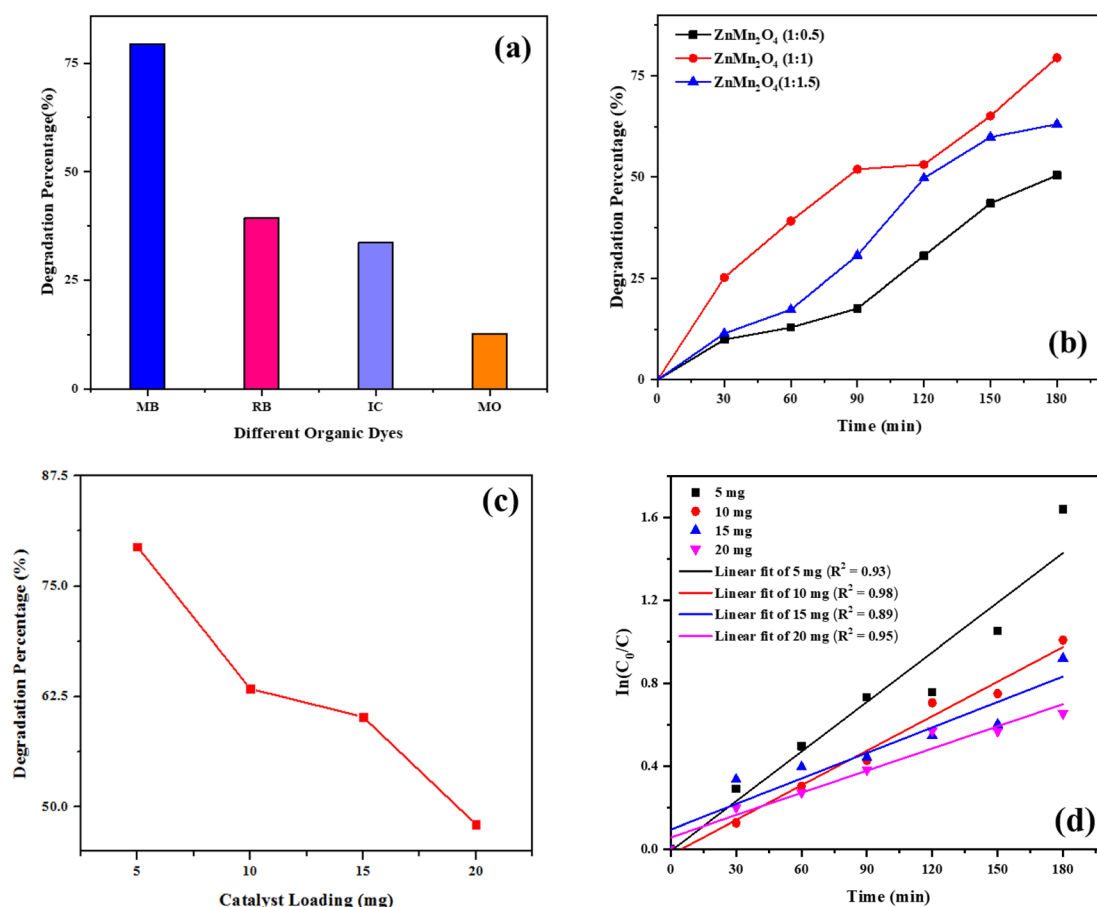 (a)
Degradation Percentage(%)
75
50
25
0
MB RB IC MO
Different Organic Dyes
(b)
ZnMn₂O₄ (1:0.5)
ZnMn₂O₄ (1:1)
ZnMn₂O₄(1:1.5)
Degradation Percentage (%)
75
50
25
0
0 30 60 90 120 150 180
Time (min)
(c)
Degradation Percentage (%)
87.5
75.0
62.5
50.0
5 10 15 20
Catalyst Loading (mg)
(d)
5 mg
10 mg
15 mg
20 mg
Linear fit of 5 mg (R² = 0.93)
Linear fit of 10 mg (R² = 0.98)
Linear fit of 15 mg (R² = 0.89)
Linear fit of 20 mg (R² = 0.95)
ln(C₀/C)
1.6
1.2
0.8
0.4
0.0
0 30 60 90 120 150 180
Time (min)